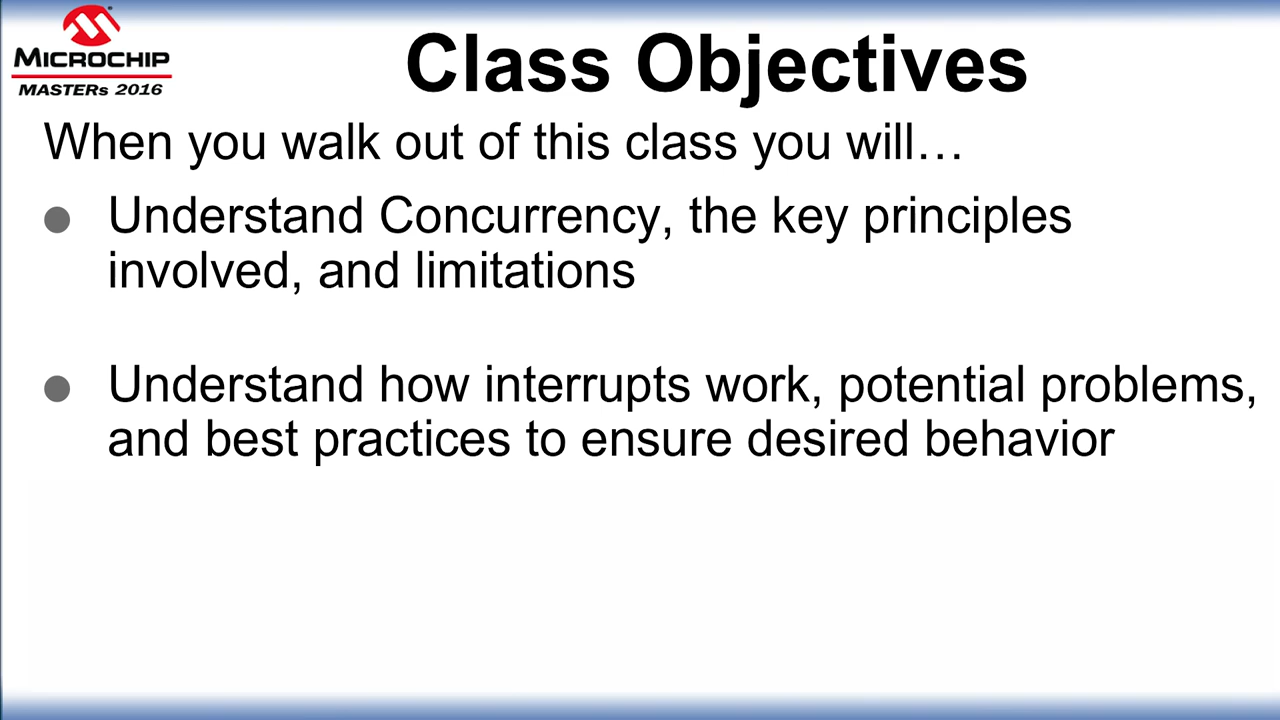 MICROCHIP
MASTERs 2016
Class Objectives
When you walk out of this class you will…
Understand Concurrency, the key principles
involved, and limitations
Understand how interrupts work, potential problems,
and best practices to ensure desired behavior